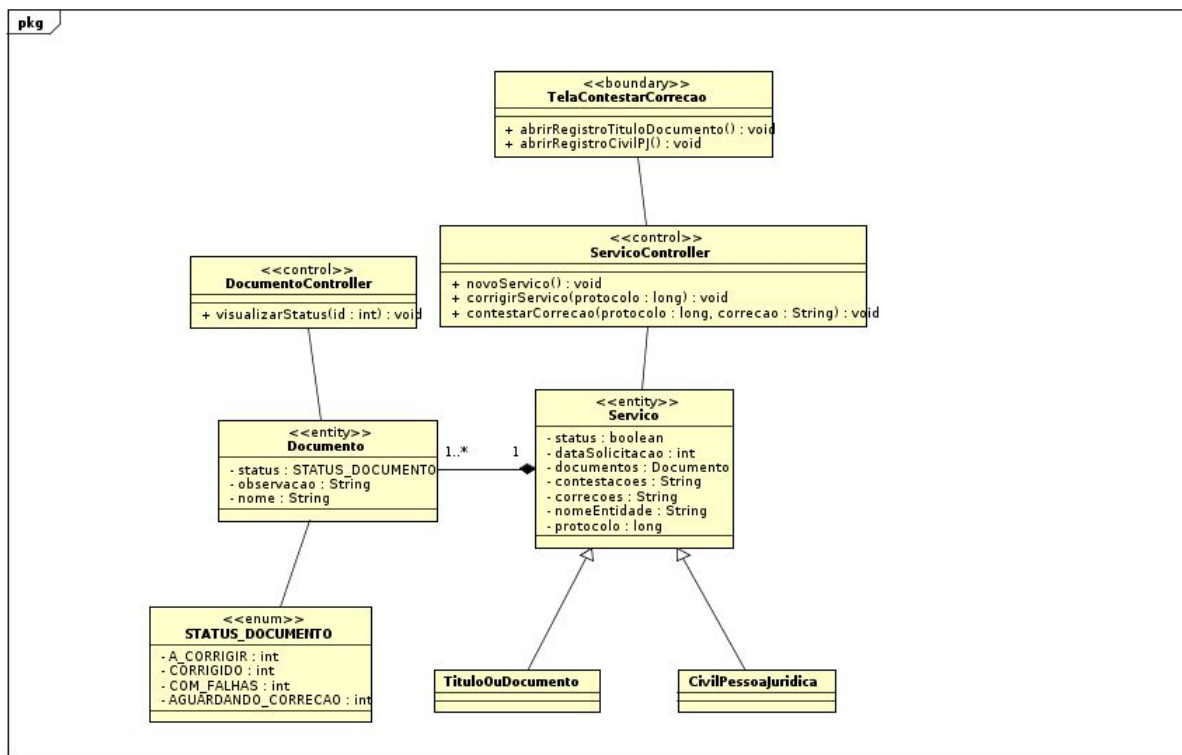 pkg
<<boundary>>
TelaContestarCorrecao
+ abrirRegistroTituloDocumento() : void
+ abrirRegistroCivilPJ() : void
<<control>>
ServicoController
+ novoServico() : void
+ corrigirServico(protocolo : long) : void
+ contestarCorrecao(protocolo : long, correcao : String) : void
<<control>>
DocumentoController
+ visualizarStatus(id : int) : void
<<entity>>
Documento
- status : STATUS_DOCUMENTO
- observacao : String
- nome : String
1..*
1
<<entity>>
Servico
- status : boolean
- dataSolicitacao : int
- documentos : Documento
- contestacoes : String
- correcoes : String
- nomeEntidade : String
- protocolo : long
<<enum>>
STATUS_DOCUMENTO
- A_CORRIGIR : int
- CORRIGIDO : int
- COM_FALHAS : int
- AGUARDANDO_CORRECAO : int
TituloOuDocumento
CivilPessoaJuridica